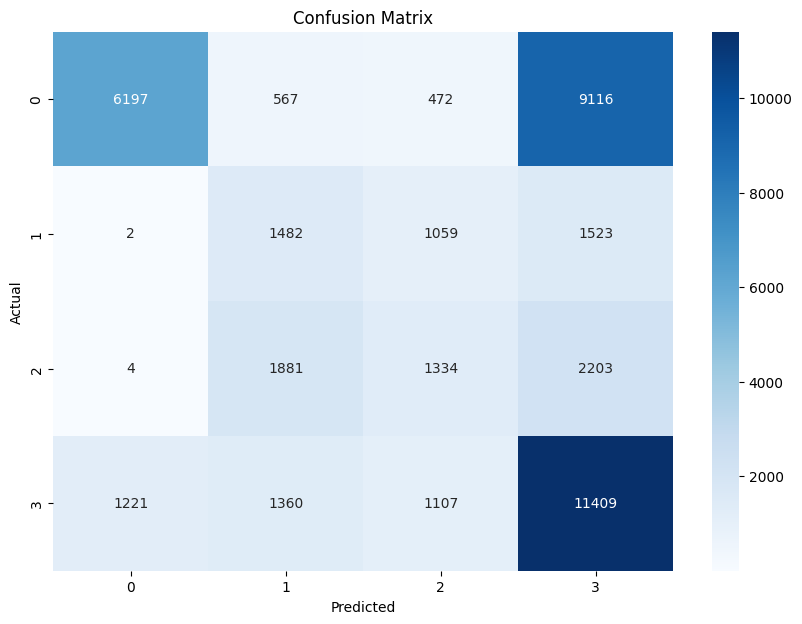 Confusion Matrix
0 6197 567 472 9116
1 2 1482 1059 1523
2 4 1881 1334 2203
3 1221 1360 1107 11409
0 1 2 3
Actual
Predicted
10000
8000
6000
4000
2000